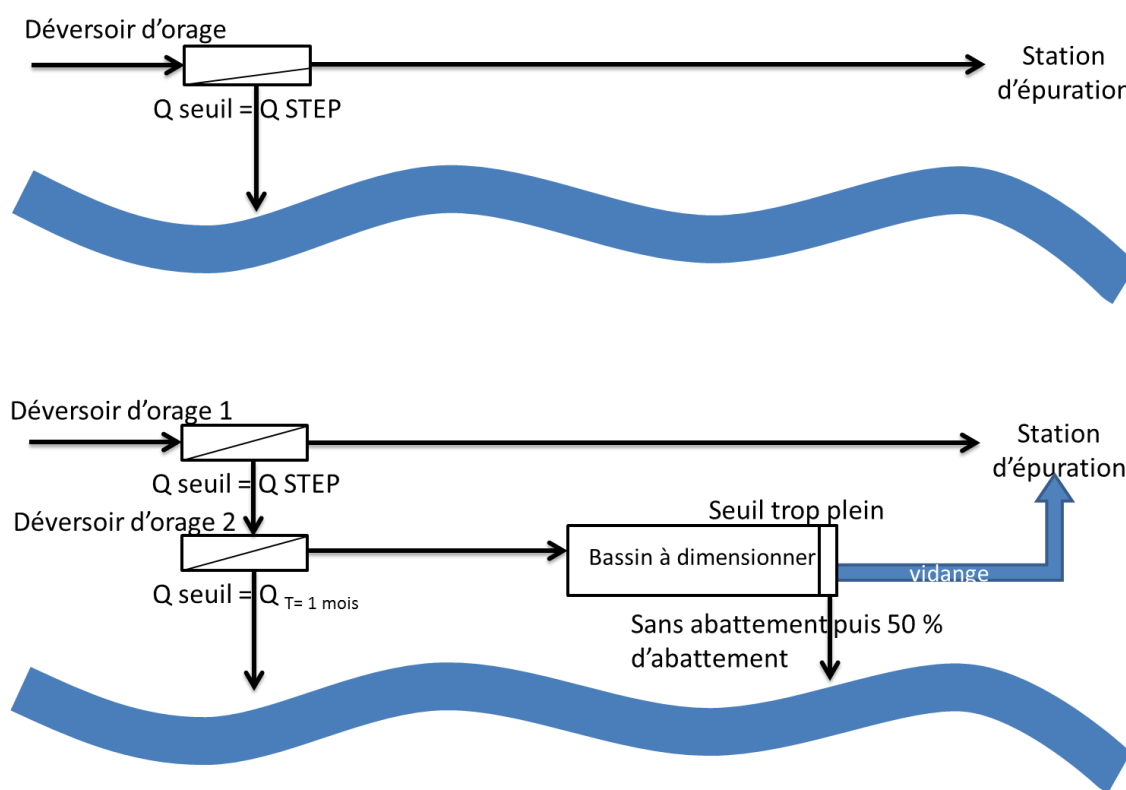 Déversoir d'orage
Station
d'épuration
Q seuil = Q STEP
Déversoir d'orage 1
Station
d'épuration
Q seuil = Q STEP
Déversoir d'orage 2
Seuil trop plein
Bassin à dimensionner
vidange
Q seuil = Q T= 1 mois
Sans abattement puis 50 %
d'abattement